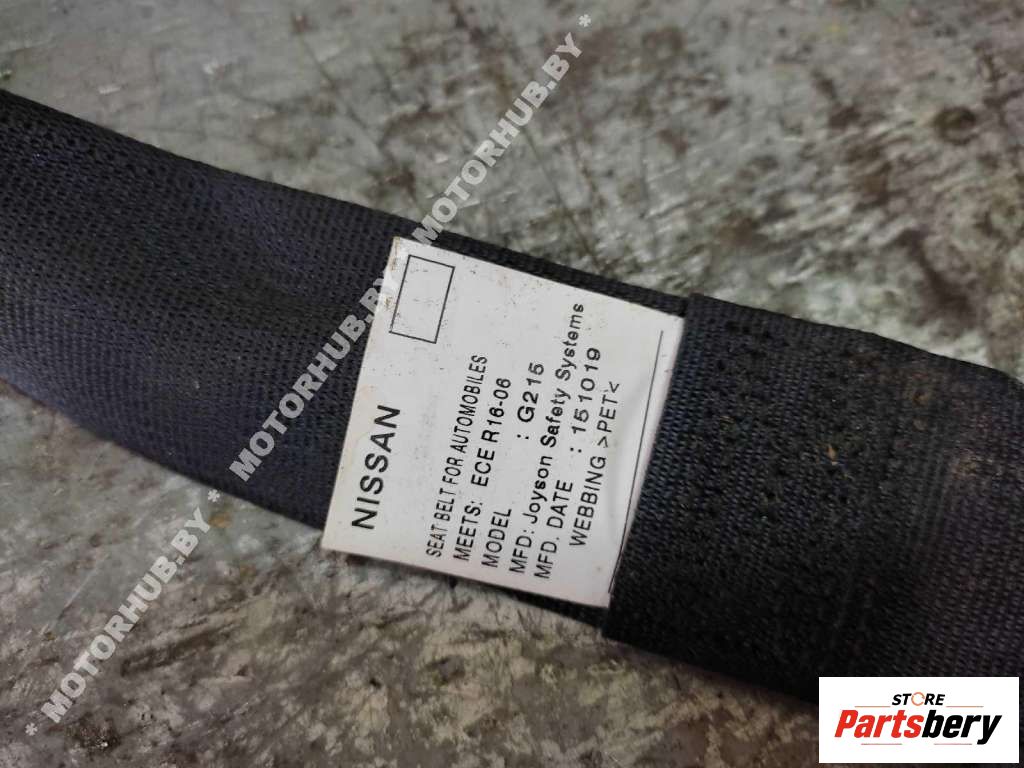 * MOTORHUB.BY * MOTORHUB.BY * MOTORHUB.BY *
NISSAN
SEAT BELT FOR AUTOMOBILES
MEETS: ECE R16-06
MODEL : G215
MFD: Joyson Safety Systems
MFD. DATE : 151019
WEBBING >PET<
STORE
Partsbery